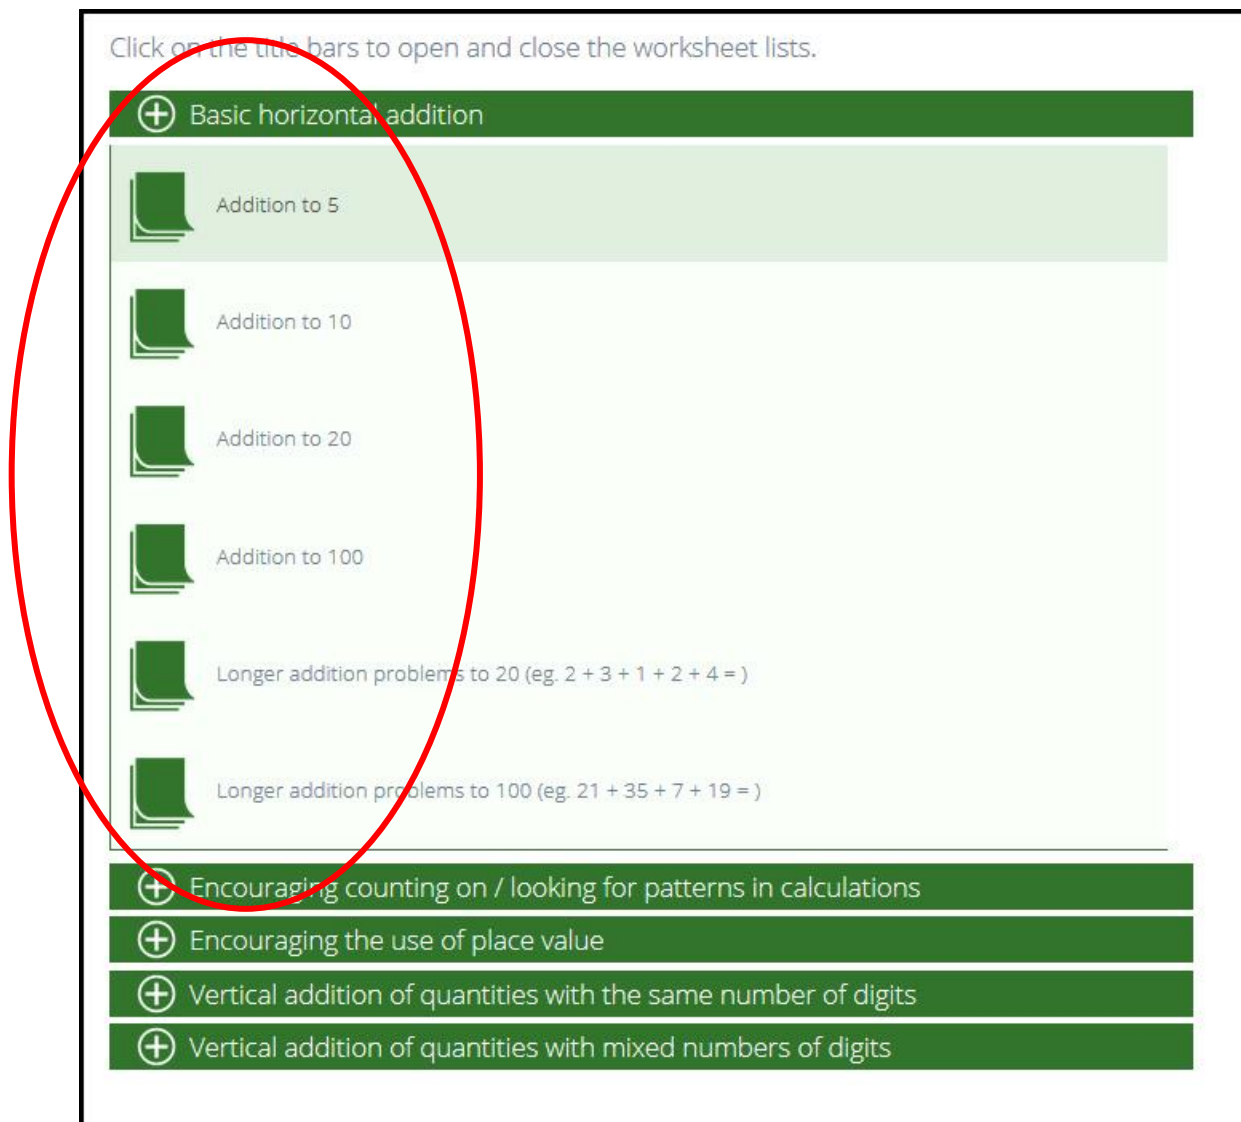 Click on the title bars to open and close the worksheet lists.
Basic horizontal addition
Addition to 5
Addition to 10
Addition to 20
Addition to 100
Longer addition problems to 20 (eg. 2 + 3 + 1 + 2 + 4 = )
Longer addition problems to 100 (eg. 21 + 35 + 7 + 19 = )
Encouraging counting on / looking for patterns in calculations
Encouraging the use of place value
Vertical addition of quantities with the same number of digits
Vertical addition of quantities with mixed numbers of digits